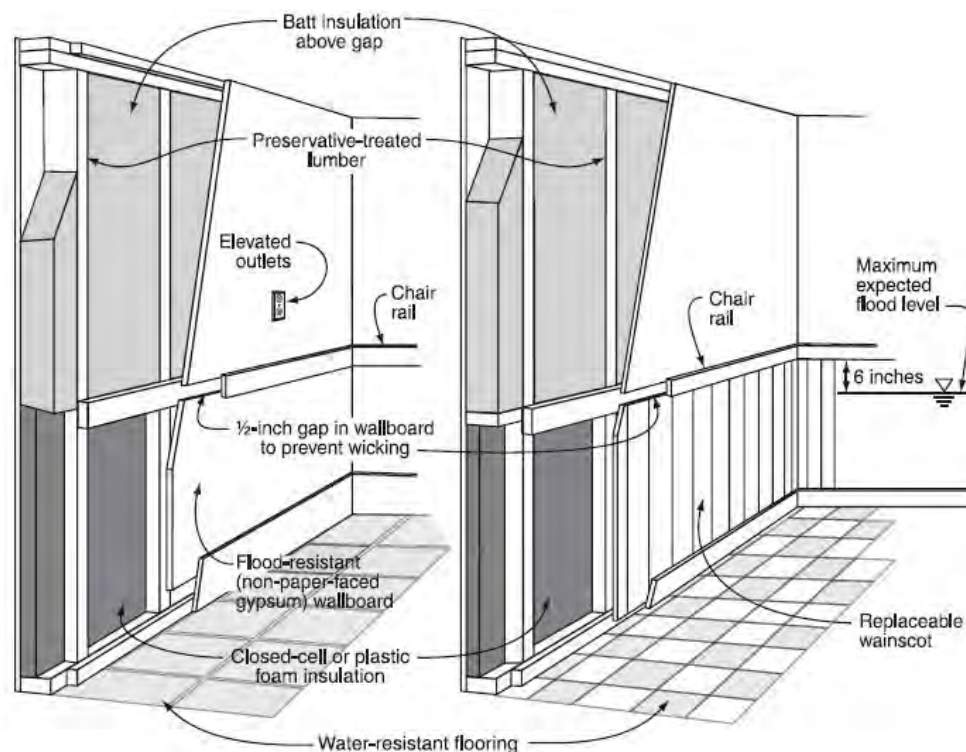 Batt insulation
above gap
Preservative-treated
lumber
Elevated
outlets
Chair
rail
Maximum
expected
flood level
Chair
rail
6 inches
½-inch gap in wallboard
to prevent wicking
Flood-resistant
(non-paper-faced
gypsum) wallboard
Closed-cell or plastic
foam insulation
Replaceable
wainscot
Water-resistant flooring